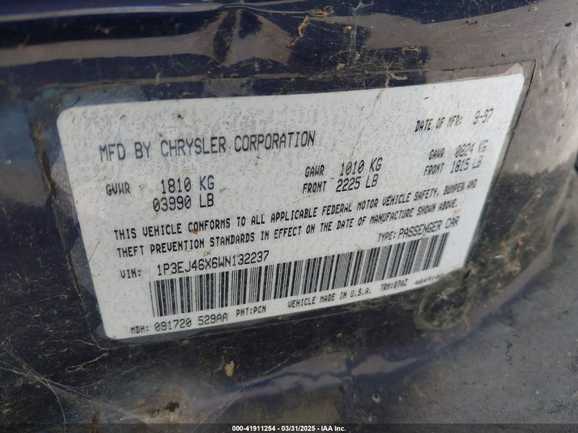 MFD BY CHRYSLER CORPORATION DATE OF MFD: 9-97
GVWR 1810 KG GAWR 1010 KG GAWR 0824 KG
03990 LB FRONT 2225 LB FRONT 1815 LB
THIS VEHICLE CONFORMS TO ALL APPLICABLE FEDERAL MOTOR VEHICLE SAFETY, BUMPER AND
THEFT PREVENTION STANDARDS IN EFFECT ON THE DATE OF MANUFACTURE SHOWN ABOVE.
VIN: 1P3EJ46X6WN132237 TYPE: PASSENGER CAR
VEHICLE MADE IN U.S.A.
MDH: 091720 529AA PNT:PCN
000-41911254 - 03/31/2025 - IAA Inc.